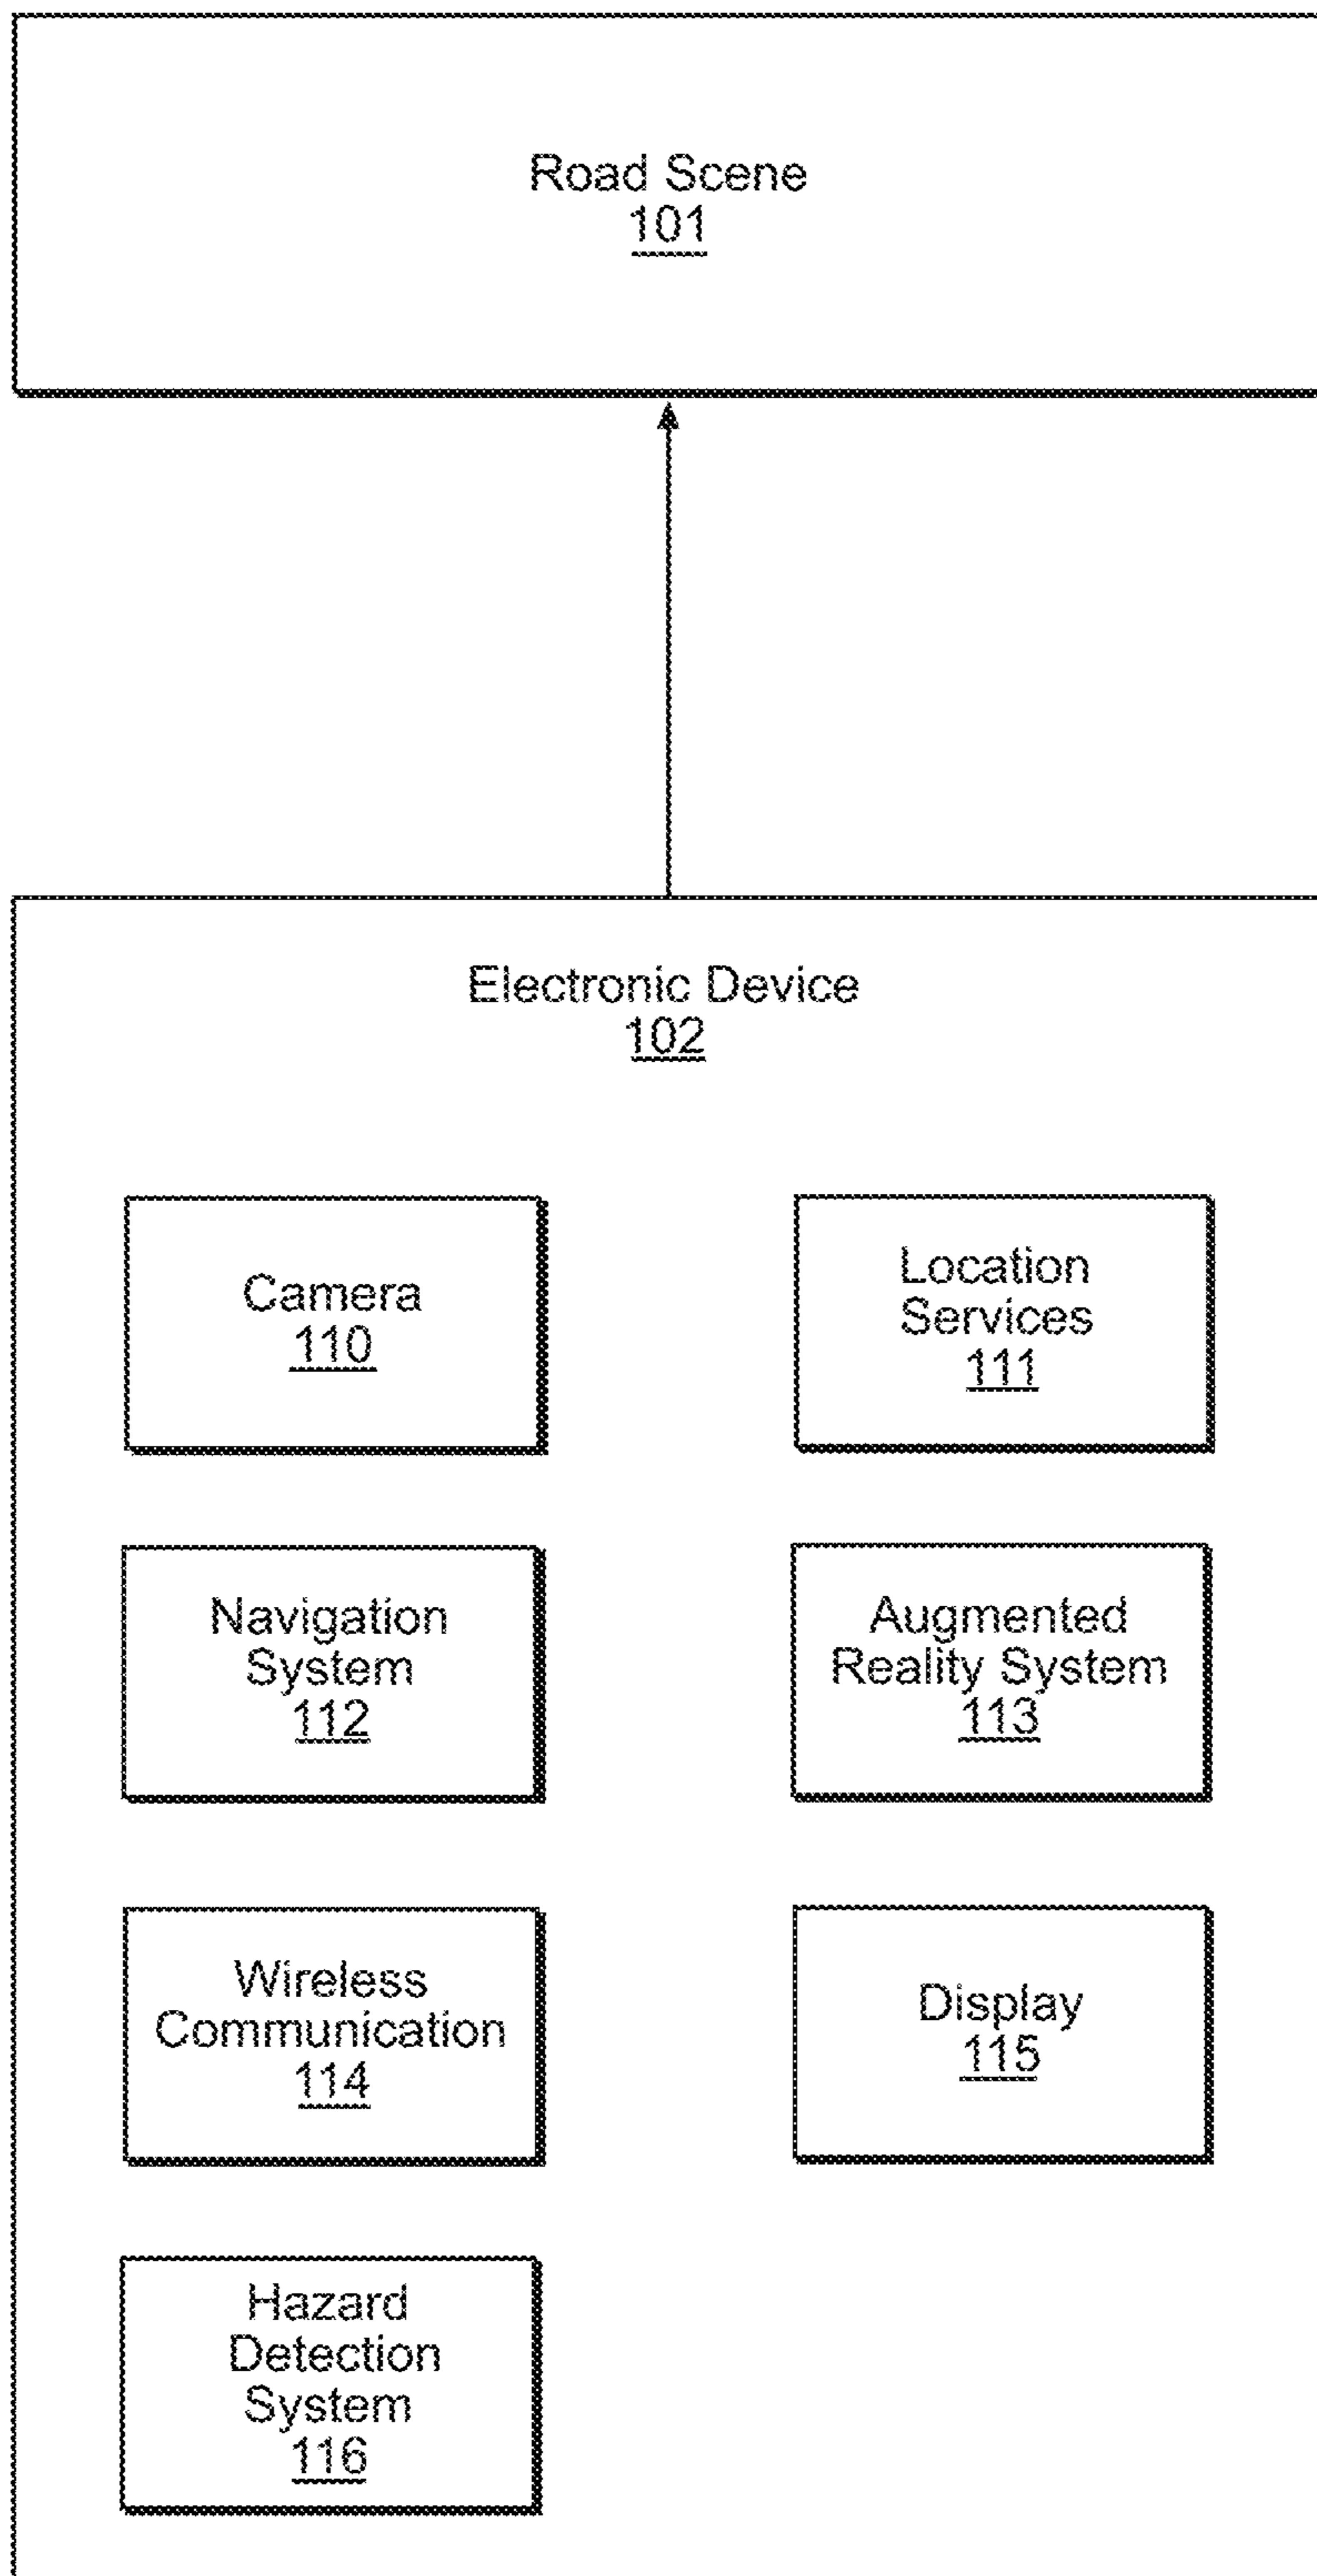 Road Scene
101
Electronic Device
102
Camera
110
Location
Services
111
Navigation
System
112
Augmented
Reality System
113
Wireless
Communication
114
Display
115
Hazard
Detection
System
116